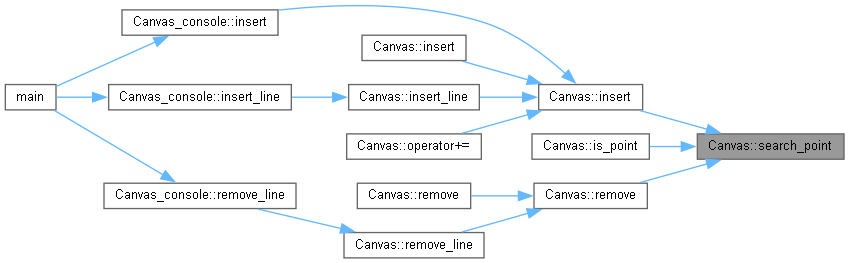 Canvas_console::insert
Canvas::insert
main
Canvas_console::insert_line
Canvas::insert_line
Canvas::insert
Canvas::operator+=
Canvas::is_point
Canvas::search_point
Canvas_console::remove_line
Canvas::remove
Canvas::remove
Canvas::remove_line